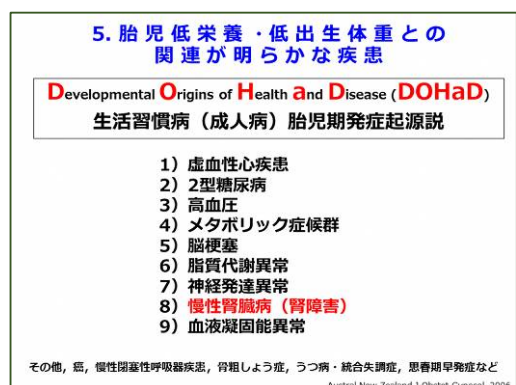 5. 胎児低栄養・低出生体重との
関連が明らかな疾患
Developmental Origins of Health and Disease (DOHaD)
生活習慣病（成人病）胎児期発症起源説
1）虚血性心疾患
2）2型糖尿病
3）高血圧
4）メタボリック症候群
5）脳梗塞
6）脂質代謝異常
7）神経発達異常
8）慢性腎臓病（腎障害）
9）血液凝固能異常
その他，癌，慢性閉塞性呼吸器疾患，骨粗しょう症，うつ病・統合失調症，思春期早発症など
Austral New Zealand J Obstet Gynecol, 2006